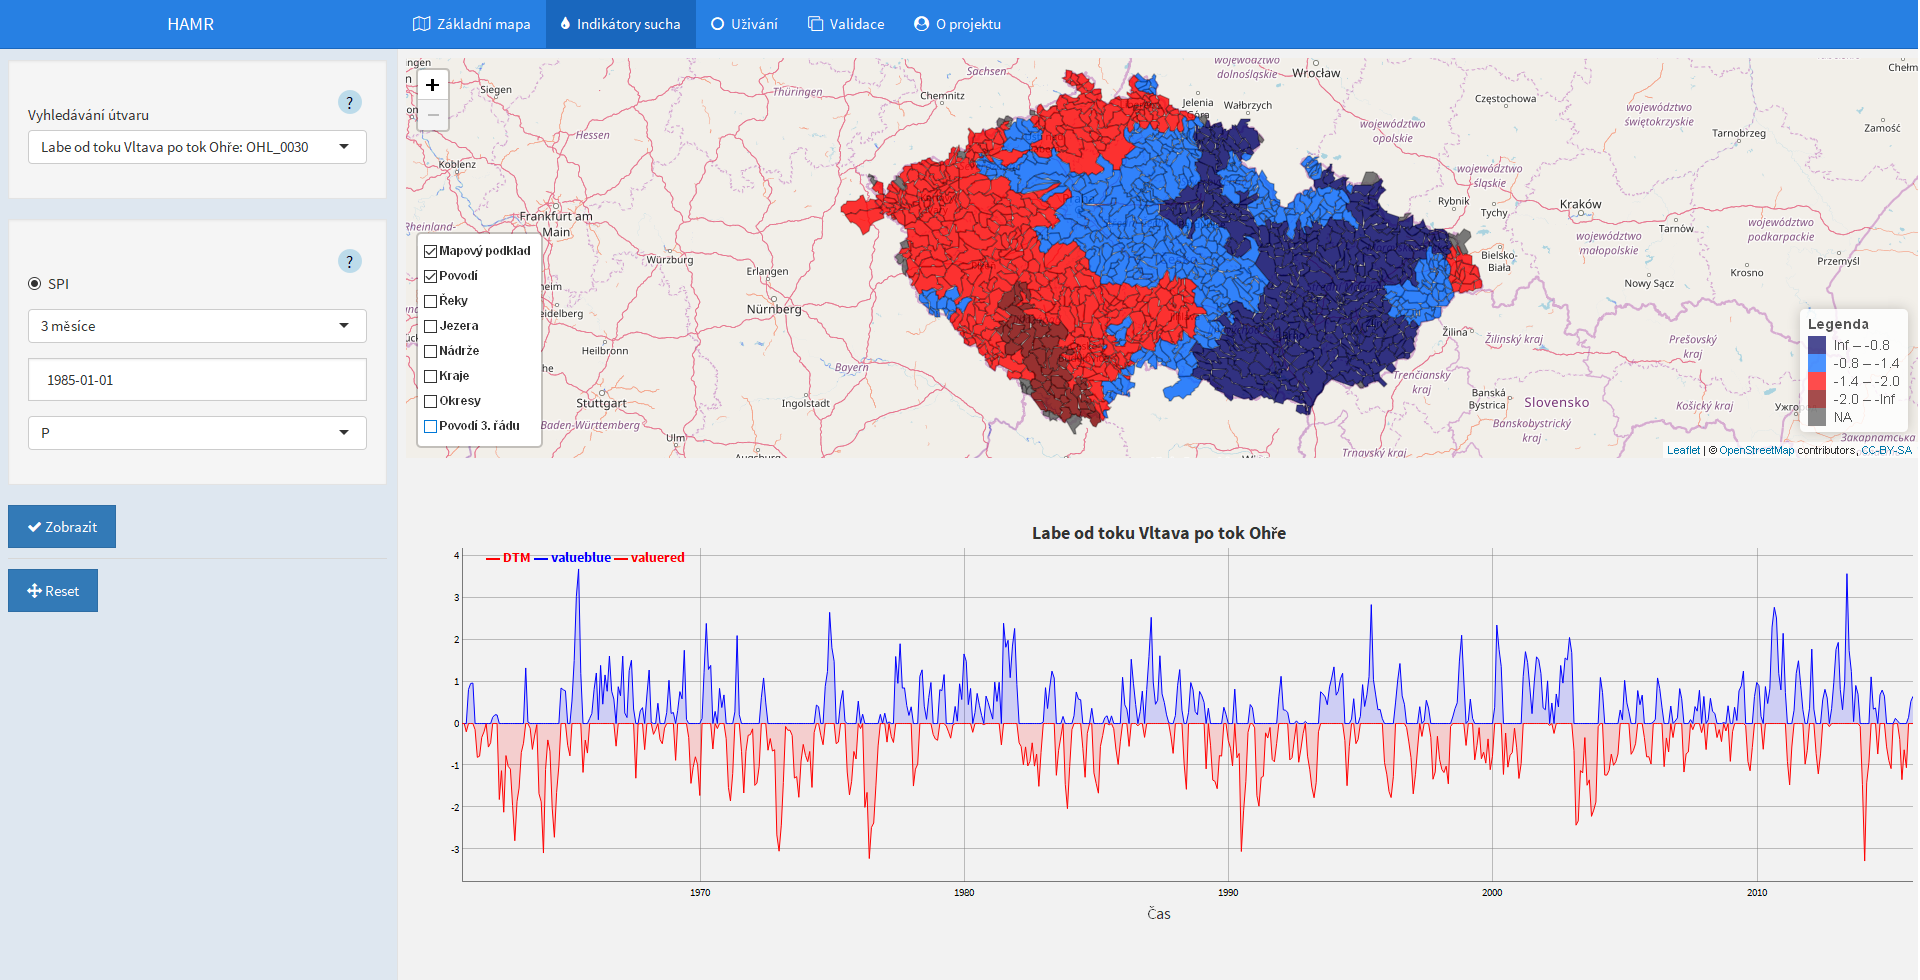 HAMR
Základní mapa
Indikátory sucha
Užívání
Validace
O projektu
?
Vyhledávání útvaru
Labe od toku Vltava po tok Ohře: OHL_0030
?
SPI
3 měsíce
1985-01-01
P
Zobrazit
Reset
+
−
Siegen
Hessen
Koblenz
Frankfurt am
Main
Thüringen
Sachsen
Chemnitz
Würzburg
Erlangen
Nürnberg
Heilbronn
Stuttgart
Baden-Württemberg
Ulm
Augsburg
Ingolstadt
Bayern
Jelenia
Góra
Wałbrzych
województwo
dolnośląskie
Wrocław
województwo
opolskie
Częstochowa
województwo
śląskie
Rybnik
Tychy
Kraków
Bielsko-
Biała
województwo
małopolskie
województwo
świętokrzyskie
Tarnobrzeg
Zamość
Chełm
Tarnów
województwo
podkarpackie
Nowy Sącz
Krosno
Przemyśl
Žilina
Žilinský kraj
Prešovský
kraj
Trenčiansky
kraj
Banská
Bystrica
Slovensko
Košický kraj
Banskobystrický
kraj
Trnavský kraj
Mapový podklad
Povodí
Řeky
Jezera
Nádrže
Kraje
Okresy
Povodí 3. řádu
Legenda
Inf – -0.8
-0.8 – -1.4
-1.4 – -2.0
-2.0 – -Inf
NA
Leaflet | © OpenStreetMap contributors, CC-BY-SA
Labe od toku Vltava po tok Ohře
DTM valueblue valuered
4
3
2
1
0
-1
-2
-3
1970
1980
1990
2000
2010
Čas